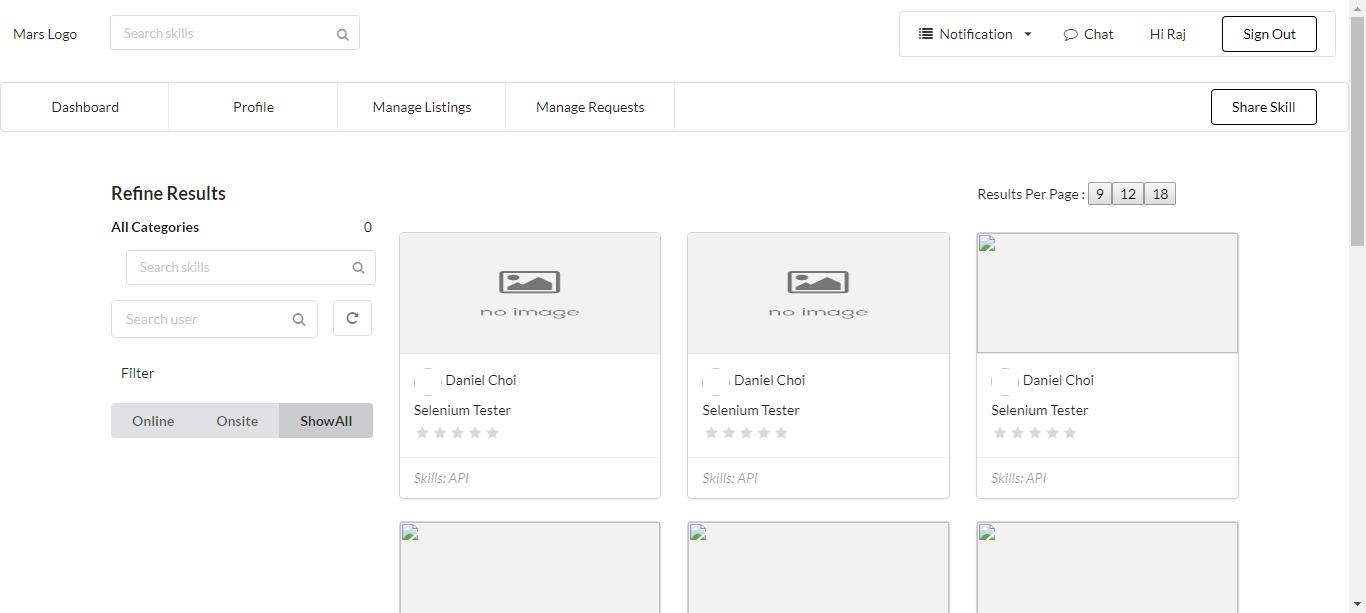 Mars Logo
Search skills
Notification
Chat
Hi Raj
Sign Out
Dashboard
Profile
Manage Listings
Manage Requests
Share Skill
Refine Results
Results Per Page : 9 12 18
All Categories 0
Search skills
Search user
Filter
Online Onsite ShowAll
no image
Daniel Choi
Selenium Tester
Skills: API
no image
Daniel Choi
Selenium Tester
Skills: API
Daniel Choi
Selenium Tester
Skills: API